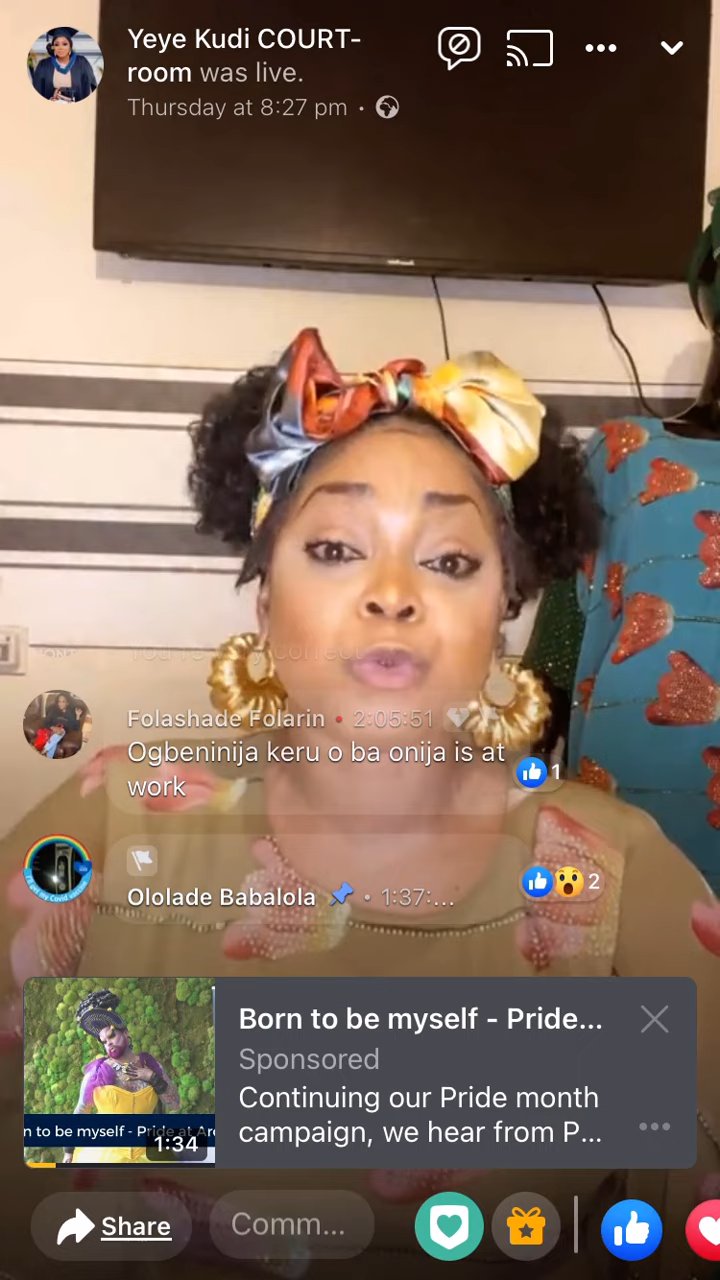 Yeye Kudi COURT-
room was live.
Thursday at 8:27 pm ·
Folashade Folarin • 2:05:51
Ogbeninija keru o ba onija is at
work
1
Ololade Babalola • 1:37:...
2
Born to be myself - Pride...
Sponsored
Continuing our Pride month
campaign, we hear from P...
n to be myself - Pride at Ar
1:34
Share
Comm...